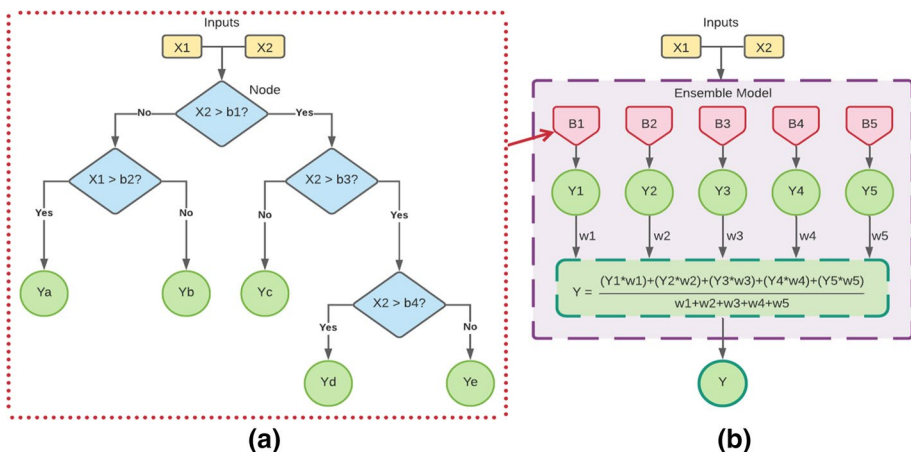 Inputs
X1
X2
Node
X2 > b1?
No
Yes
X1 > b2?
X2 > b3?
Yes
No
No
Yes
Ya
Yb
Yc
X2 > b4?
Yes
No
Yd
Ye
(a)
Inputs
X1
X2
Ensemble Model
B1
B2
B3
B4
B5
Y1
Y2
Y3
Y4
Y5
w1
w2
w3
w4
w5
Y = (Y1*w1)+(Y2*w2)+(Y3*w3)+(Y4*w4)+(Y5*w5)
w1+w2+w3+w4+w5
Y
(b)